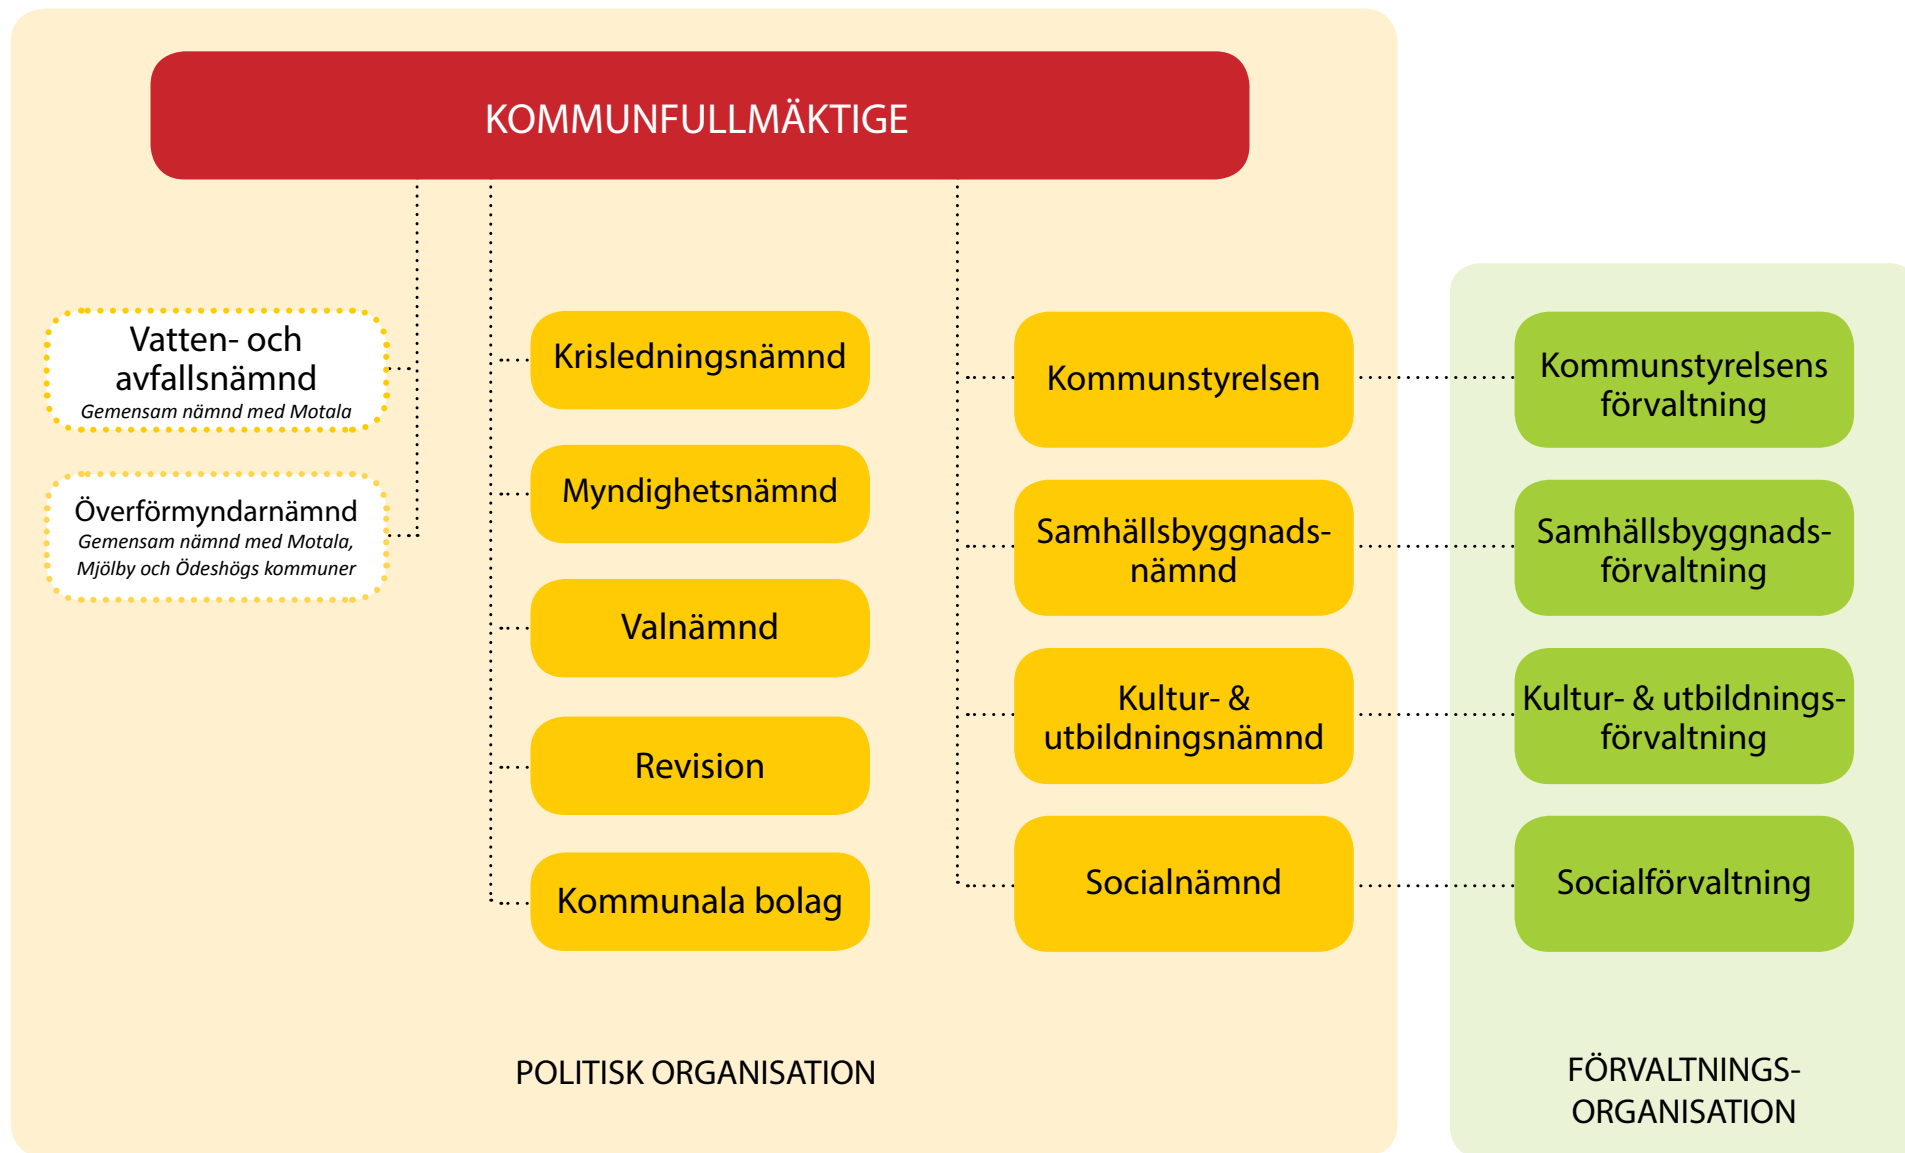 KOMMUNFULLMÄKTIGE
Vatten- och
avfallsnämnd
Gemensam nämnd med Motala
Överförmyndarnämnd
Gemensam nämnd med Motala,
Mjölby och Ödeshögs kommuner
Krisledningsnämnd
Myndighetsnämnd
Valnämnd
Revision
Kommunala bolag
Kommunstyrelsen
Samhällsbyggnads-
nämnd
Kultur- &
utbildningsnämnd
Socialnämnd
Kommunstyrelsens
förvaltning
Samhällsbyggnads-
förvaltning
Kultur- & utbildnings-
förvaltning
Socialförvaltning
POLITISK ORGANISATION
FÖRVALTNINGS-
ORGANISATION